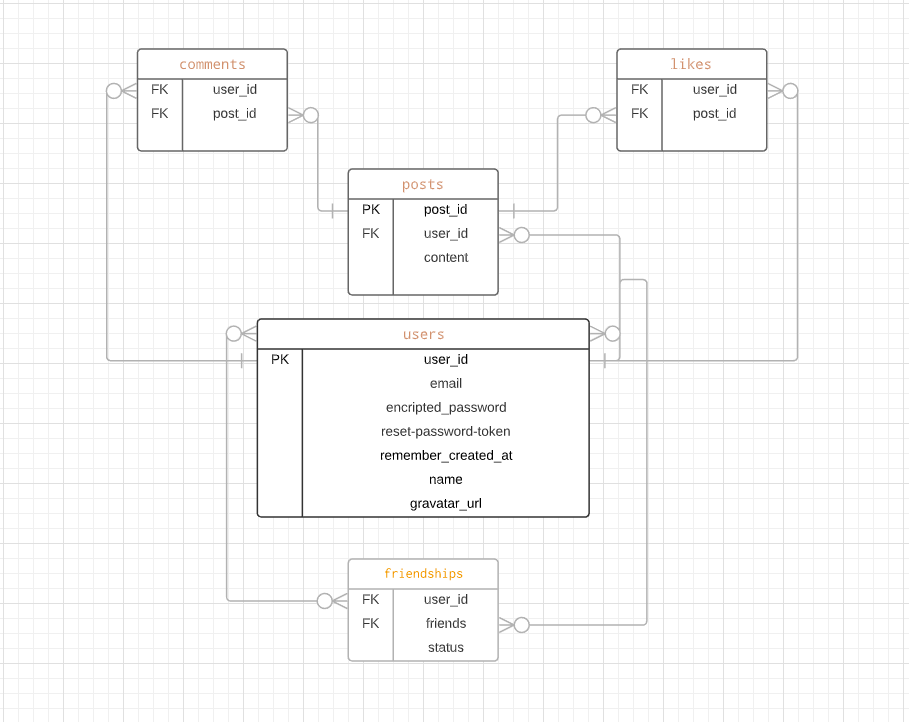 comments
FK user_id
FK post_id
likes
FK user_id
FK post_id
posts
PK post_id
FK user_id
content
users
PK user_id
email
encripted_password
reset-password-token
remember_created_at
name
gravatar_url
friendships
FK user_id
FK friends
status